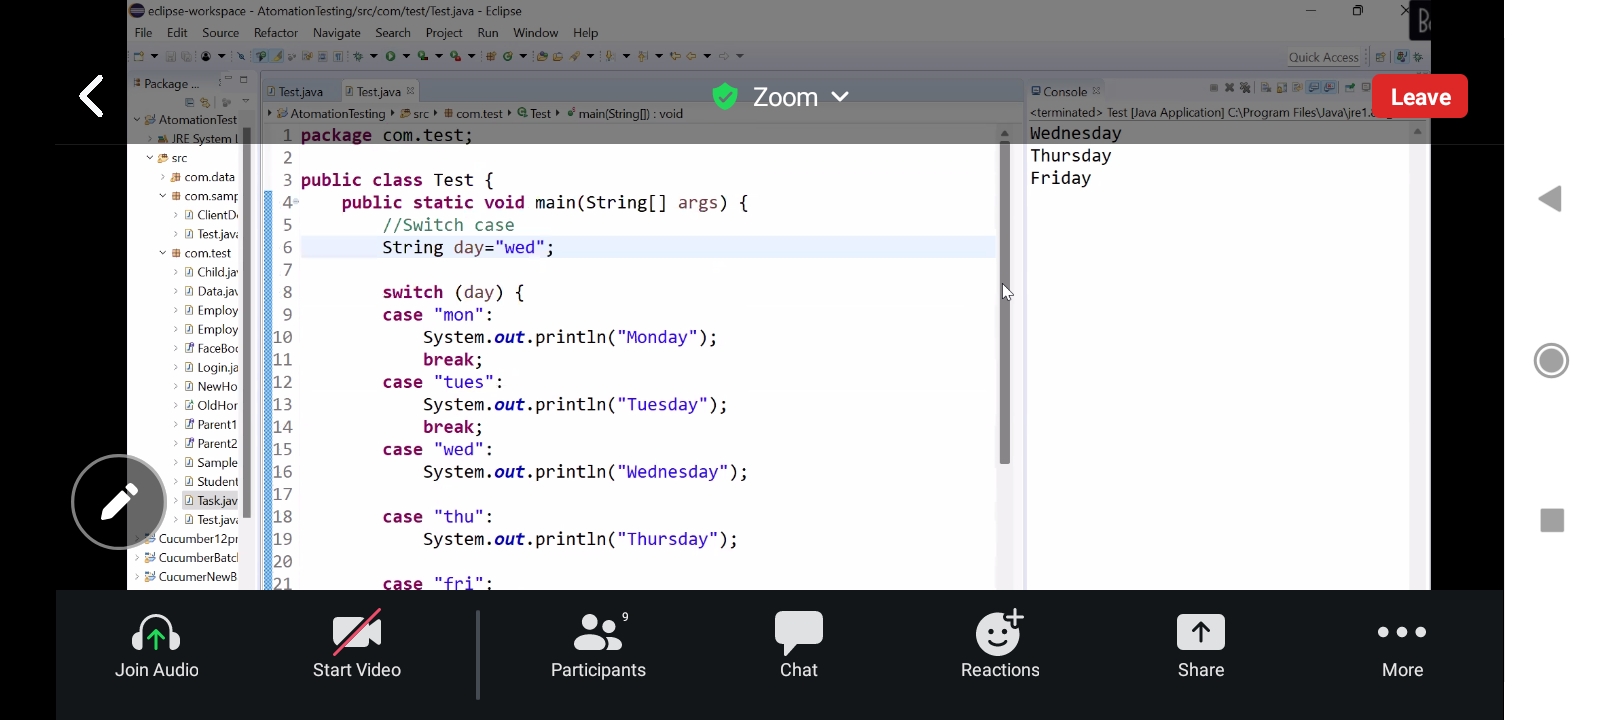 eclipse-workspace - AtomationTesting/src/com/test/Test.java - Eclipse
File Edit Source Refactor Navigate Search Project Run Window Help
Quick Access
Package ...
Test.java
Test.java
Zoom
Console
Leave
AtomationTesting src com.test Test main(String[]) : void
<terminated> Test [Java Application] C:\Program Files\Java\jre1.
AtomationTest
JRE System L
src
com.data
com.samp
ClientD
Test.java
com.test
Child.ja
Data.jav
Employ
Employ
FaceBoo
Login.ja
NewHo
OldHor
Parent1
Parent2
Sample
Student
Task.jav
Test.java
Cucumber12pr
CucumberBatc
CucumerNewB
1 package com.test;
2
3 public class Test {
4 public static void main(String[] args) {
5 //Switch case
6 String day="wed";
7
8 switch (day) {
9 case "mon":
10 System.out.println("Monday");
11 break;
12 case "tues":
13 System.out.println("Tuesday");
14 break;
15 case "wed":
16 System.out.println("Wednesday");
17
18 case "thu":
19 System.out.println("Thursday");
20
21 case "fri":
Wednesday
Thursday
Friday
Join Audio
Start Video
9
Participants
Chat
Reactions
Share
More